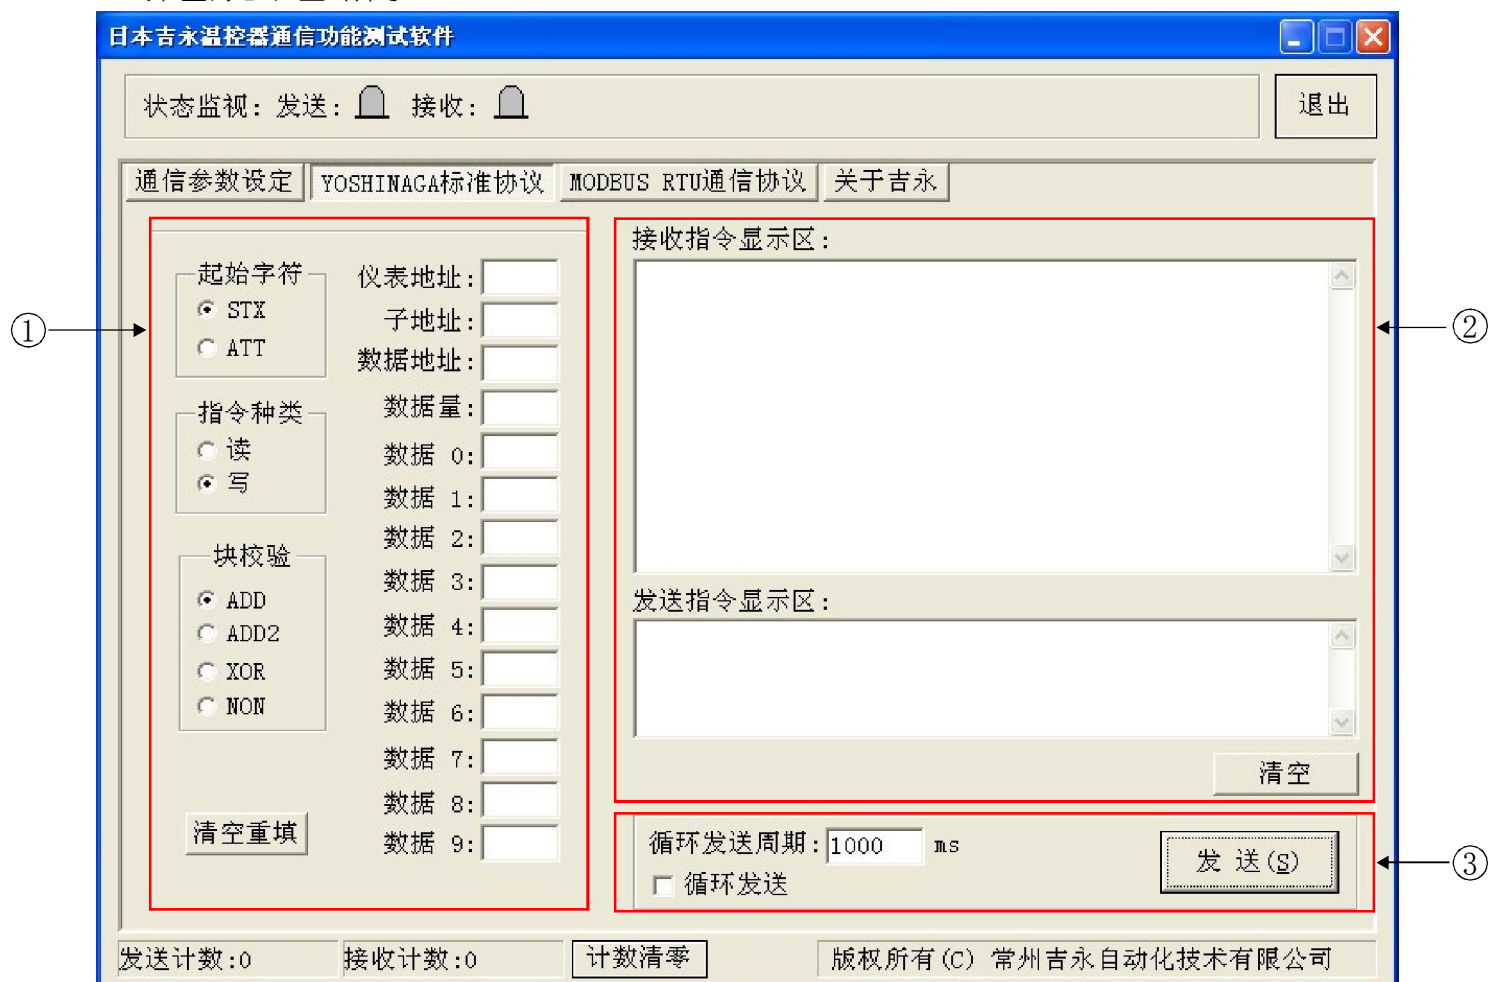 日本吉永温控器通信功能测试软件
状态监视: 发送: 接收:
退出
通信参数设定 YOSHINAGA标准协议 MODBUS RTU通信协议 关于吉永
起始字符
STX
ATT
指令种类
读
写
块校验
ADD
ADD2
XOR
NON
清空重填
仪表地址:
子地址:
数据地址:
数据量:
数据 0:
数据 1:
数据 2:
数据 3:
数据 4:
数据 5:
数据 6:
数据 7:
数据 8:
数据 9:
①
接收指令显示区:
发送指令显示区:
清空
②
循环发送周期: 1000 ms
循环发送
发 送(S)
③
发送计数:0 接收计数:0 计数清零 版权所有(C) 常州吉永自动化技术有限公司